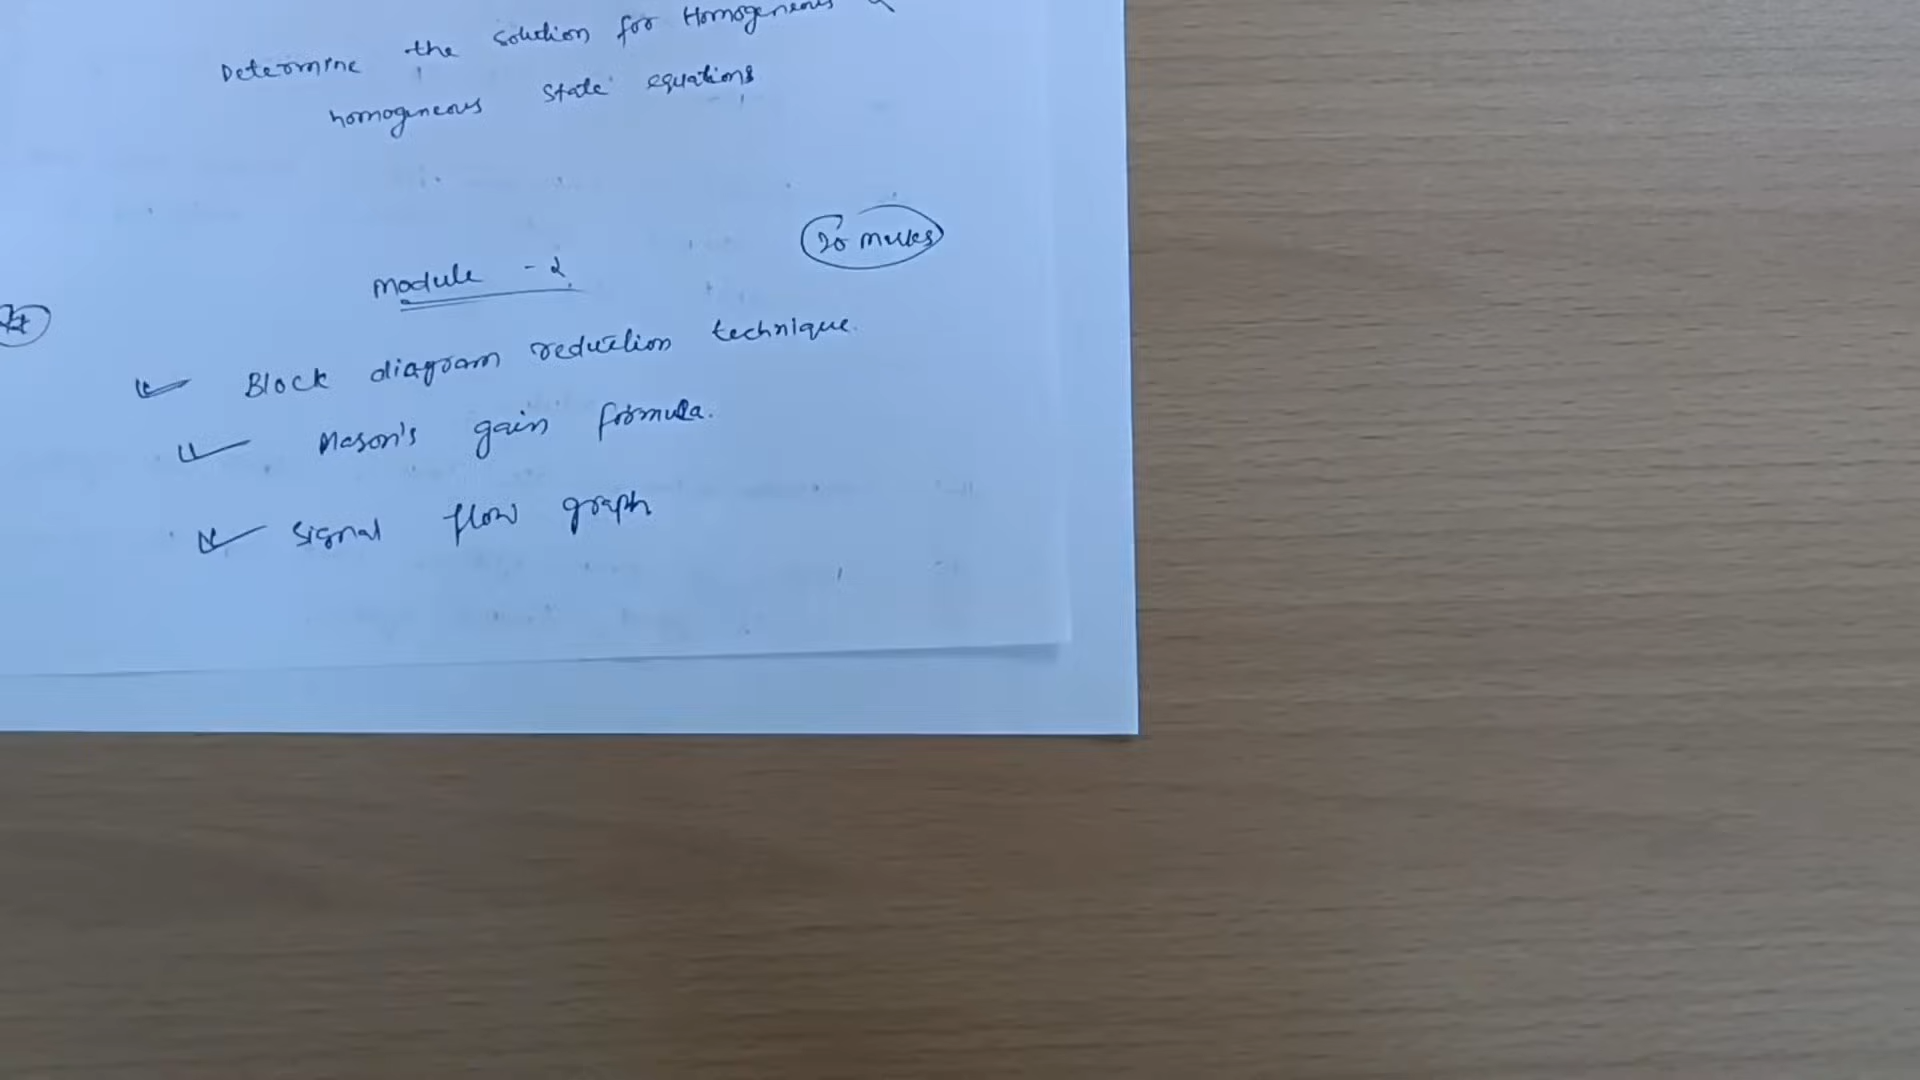 Determine the solution for Homogeneous &
homogeneous state equations
20 marks
Module - 2
Block diagram reduction technique.
Mason's gain formula.
signal flow graph